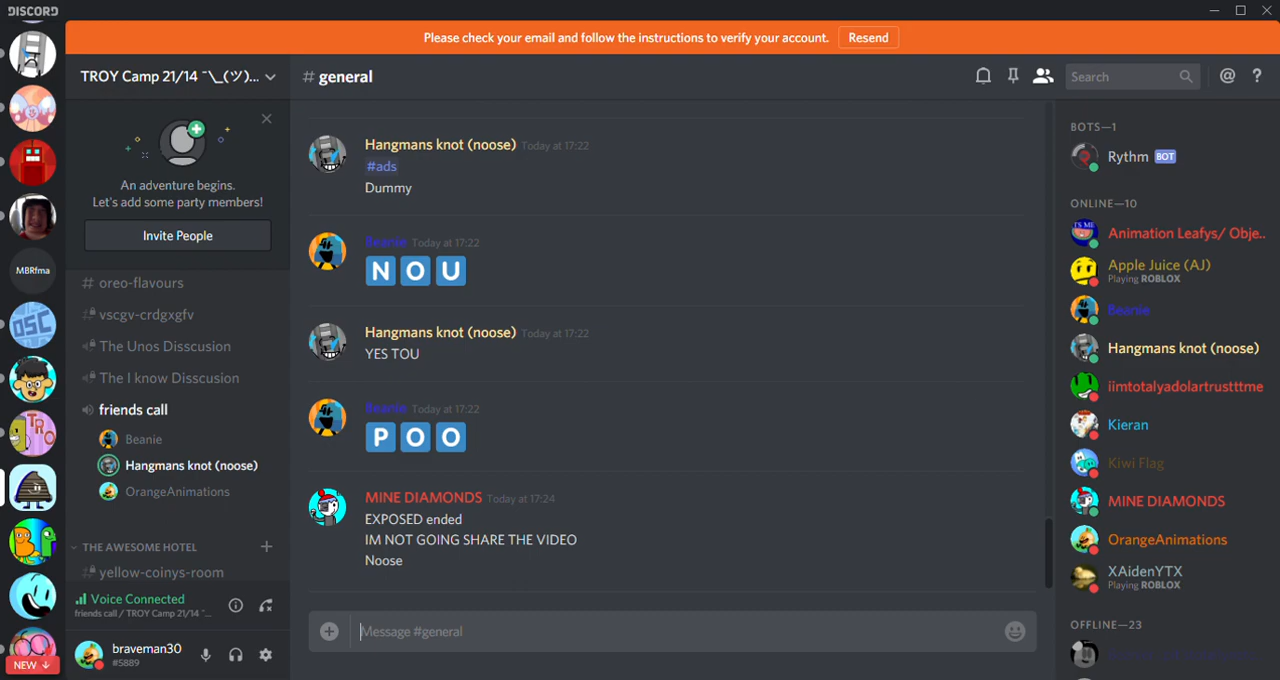 DISCORD
Please check your email and follow the instructions to verify your account.
Resend
TROY Camp 21/14 ¯\_(ツ)...
# general
Search
@
?
An adventure begins.
Let's add some party members!
Invite People
# oreo-flavours
vscgv-crdgxgfv
The Unos Disscusion
The I know Disscusion
friends call
Beanie
Hangmans knot (noose)
OrangeAnimations
THE AWESOME HOTEL
yellow-coinys-room
Voice Connected
friends call / TROY Camp 21/14 ¯\_...
braveman30
#5889
MBRfma
OSC
TRO
NEW
Hangmans knot (noose) Today at 17:22
#ads
Dummy
Beanie Today at 17:22
N O U
Hangmans knot (noose) Today at 17:22
YES TOU
Beanie Today at 17:22
P O O
MINE DIAMONDS Today at 17:24
EXPOSED ended
IM NOT GOING SHARE THE VIDEO
Noose
Message #general
BOTS—1
Rythm BOT
ONLINE—10
Animation Leafys/ Obje..
Apple Juice (AJ)
Playing ROBLOX
Beanie
Hangmans knot (noose)
iimtotalyadolartrustttme
Kieran
Kiwi Flag
MINE DIAMONDS
OrangeAnimations
XAidenYTX
Playing ROBLOX
OFFLINE—23